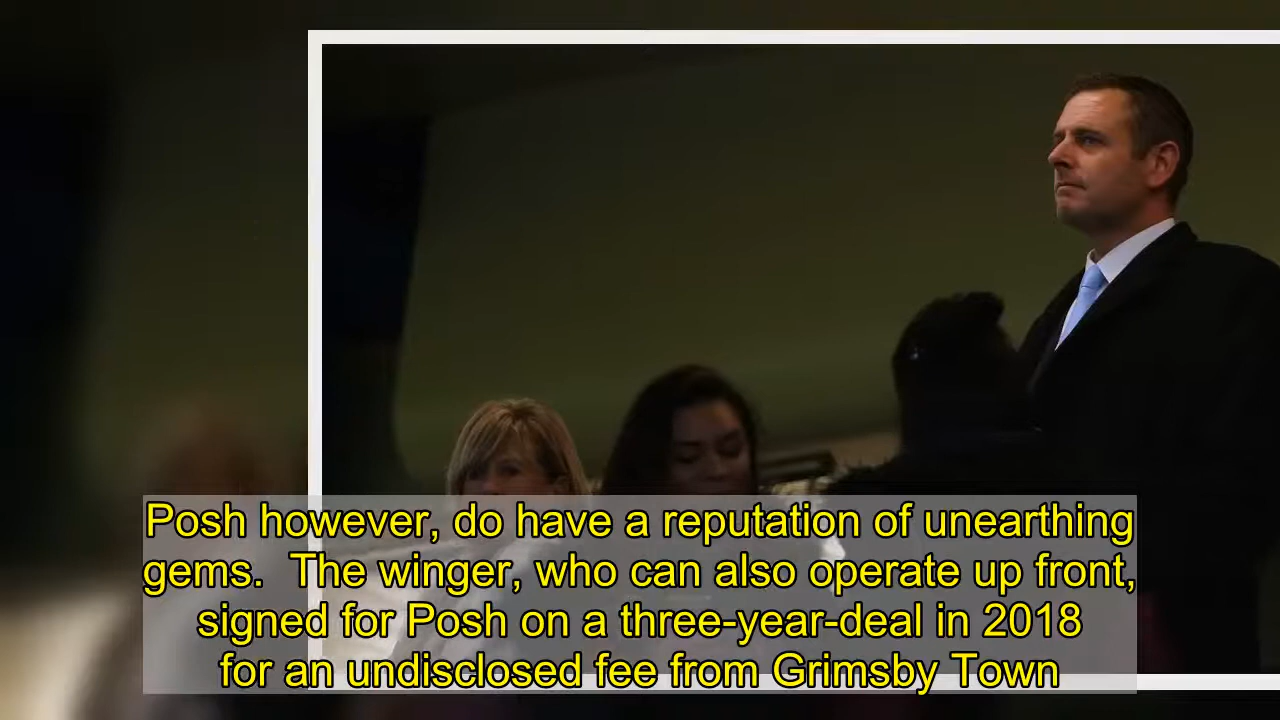 Posh however, do have a reputation of unearthing
gems.  The winger, who can also operate up front,
signed for Posh on a three-year-deal in 2018
for an undisclosed fee from Grimsby Town